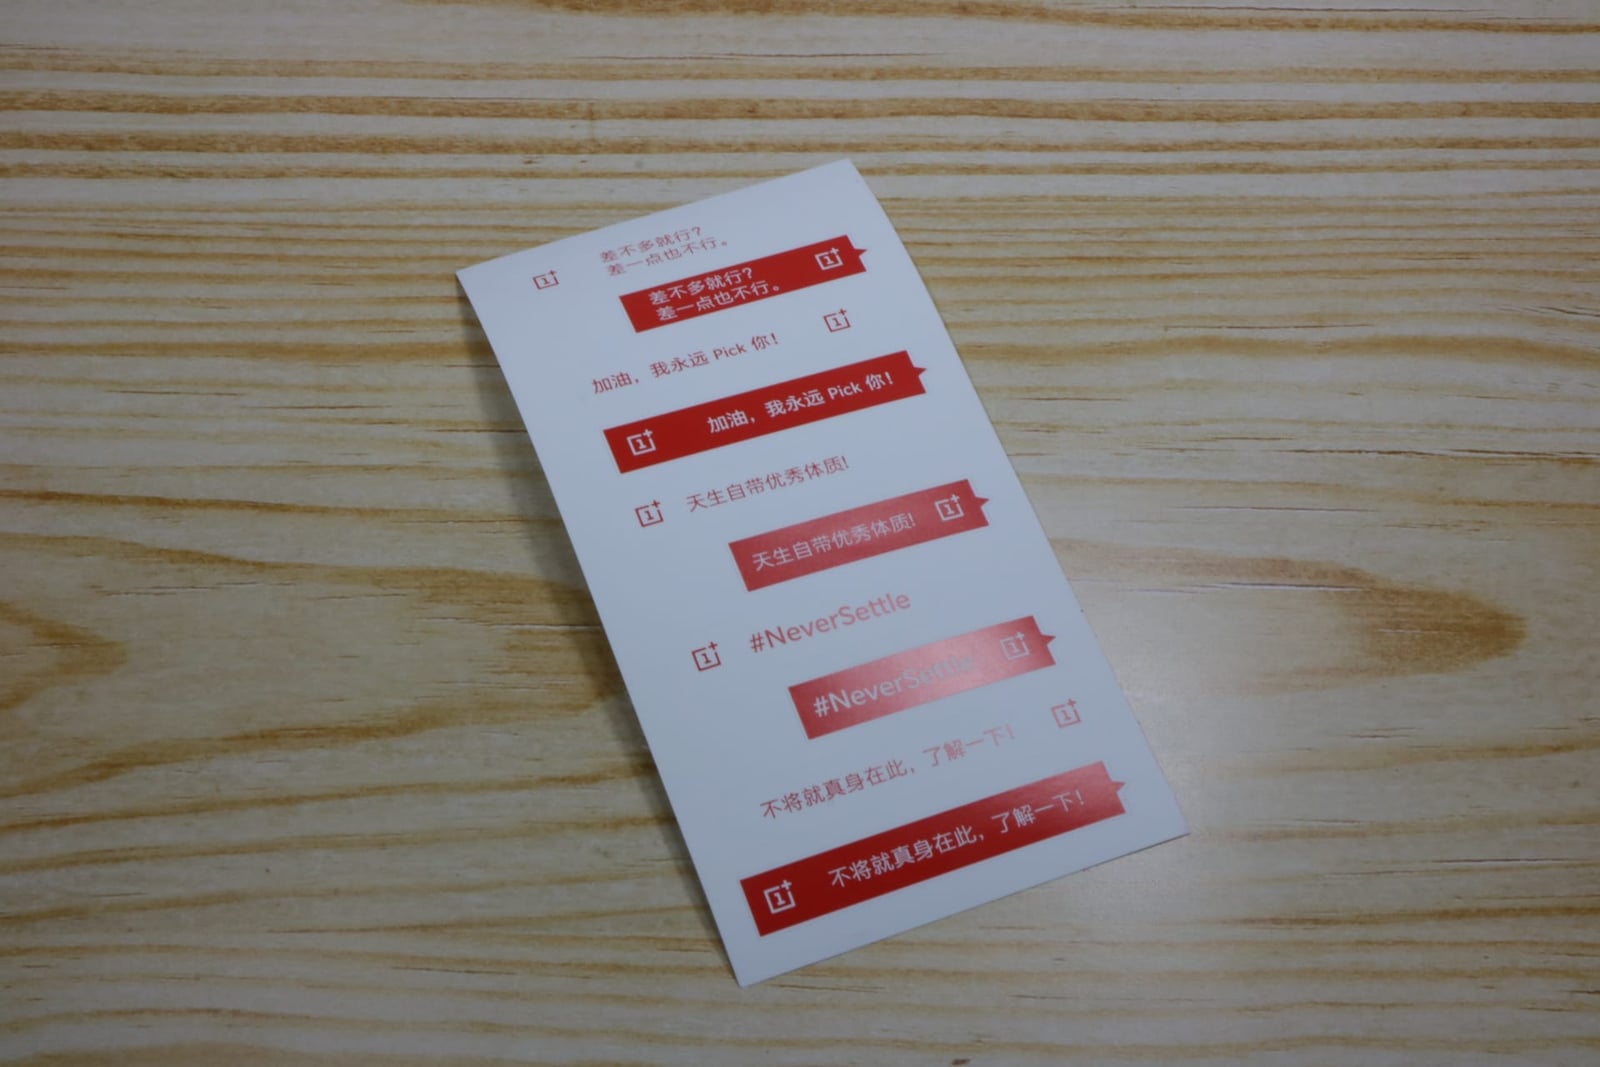 差不多就行?
差一点也不行。
差不多就行?
差一点也不行。
加油，我永远 Pick 你!
加油，我永远 Pick 你!
天生自带优秀体质!
天生自带优秀体质!
#NeverSettle
#NeverSettle
不将就真身在此，了解一下!
不将就真身在此，了解一下!